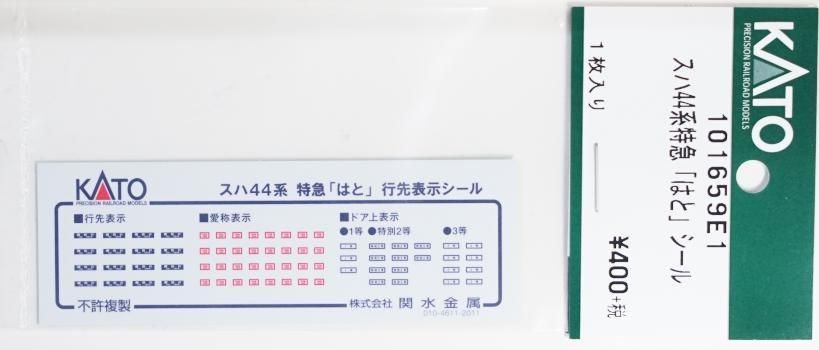 KATO
PRECISION RAILROAD MODELS
スハ44系 特急「はと」行先表示シール
■行先表示
■愛称表示
■ドア上表示
●1等 ●特別2等 ●3等
不許複製
株式会社 関水金属
010-4611-2011
KATO
PRECISION RAILROAD MODELS
101659E1
スハ44系特急「はと」シール
1枚入り
¥400+税